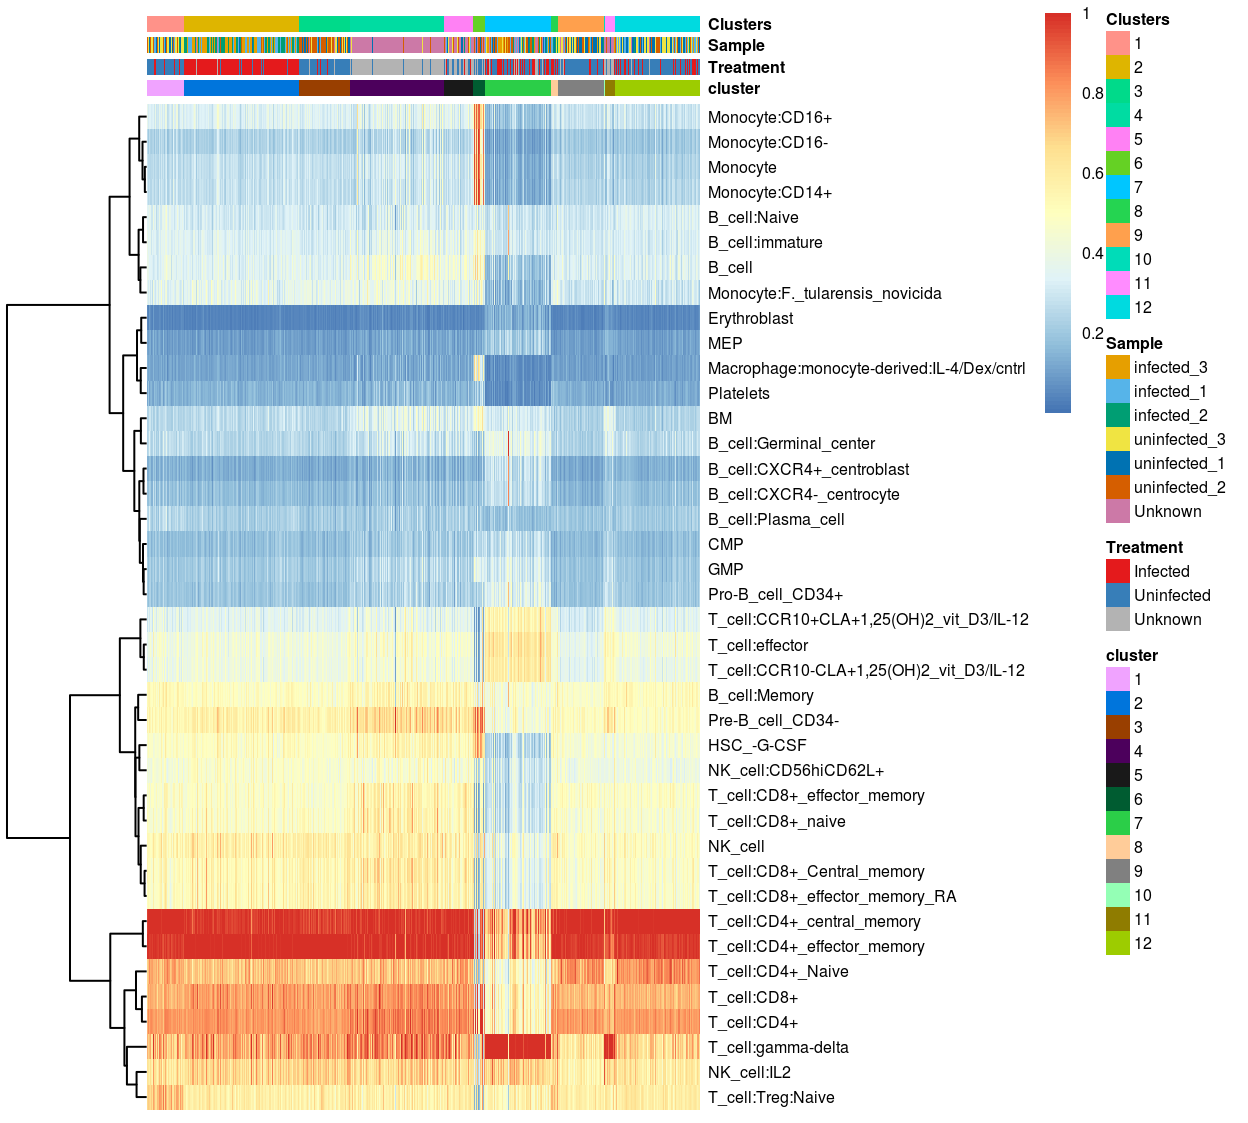 Clusters
Sample
Treatment
cluster
Monocyte:CD16+
Monocyte:CD16-
Monocyte
Monocyte:CD14+
B_cell:Naive
B_cell:immature
B_cell
Monocyte:F._tularensis_novicida
Erythroblast
MEP
Macrophage:monocyte-derived:IL-4/Dex/cntrl
Platelets
BM
B_cell:Germinal_center
B_cell:CXCR4+_centroblast
B_cell:CXCR4-_centrocyte
B_cell:Plasma_cell
CMP
GMP
Pro-B_cell_CD34+
T_cell:CCR10+CLA+1,25(OH)2_vit_D3/IL-12
T_cell:effector
T_cell:CCR10-CLA+1,25(OH)2_vit_D3/IL-12
B_cell:Memory
Pre-B_cell_CD34-
HSC_-G-CSF
NK_cell:CD56hiCD62L+
T_cell:CD8+_effector_memory
T_cell:CD8+_naive
NK_cell
T_cell:CD8+_Central_memory
T_cell:CD8+_effector_memory_RA
T_cell:CD4+_central_memory
T_cell:CD4+_effector_memory
T_cell:CD4+_Naive
T_cell:CD8+
T_cell:CD4+
T_cell:gamma-delta
NK_cell:IL2
T_cell:Treg:Naive
1
0.8
0.6
0.4
0.2
Clusters
1
2
3
4
5
6
7
8
9
10
11
12
Sample
infected_3
infected_1
infected_2
uninfected_3
uninfected_1
uninfected_2
Unknown
Treatment
Infected
Uninfected
Unknown
cluster
1
2
3
4
5
6
7
8
9
10
11
12